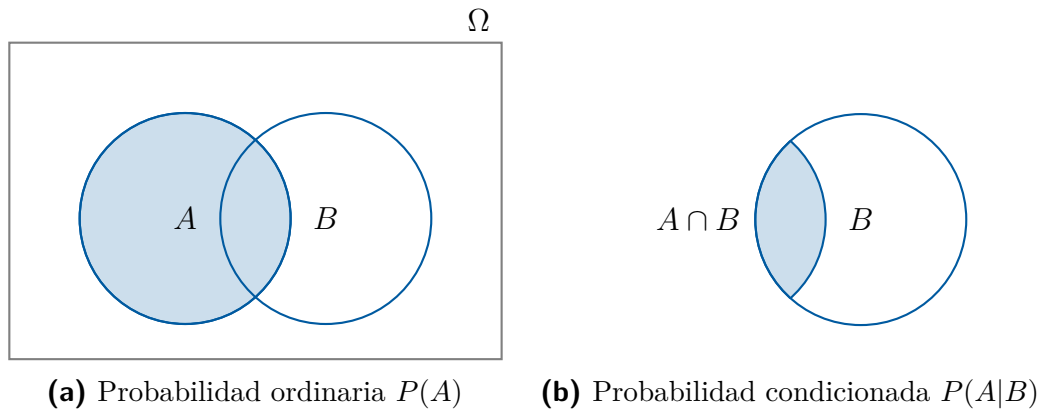 Ω
A
B
A ∩ B
B
(a) Probabilidad ordinaria P(A)
(b) Probabilidad condicionada P(A|B)